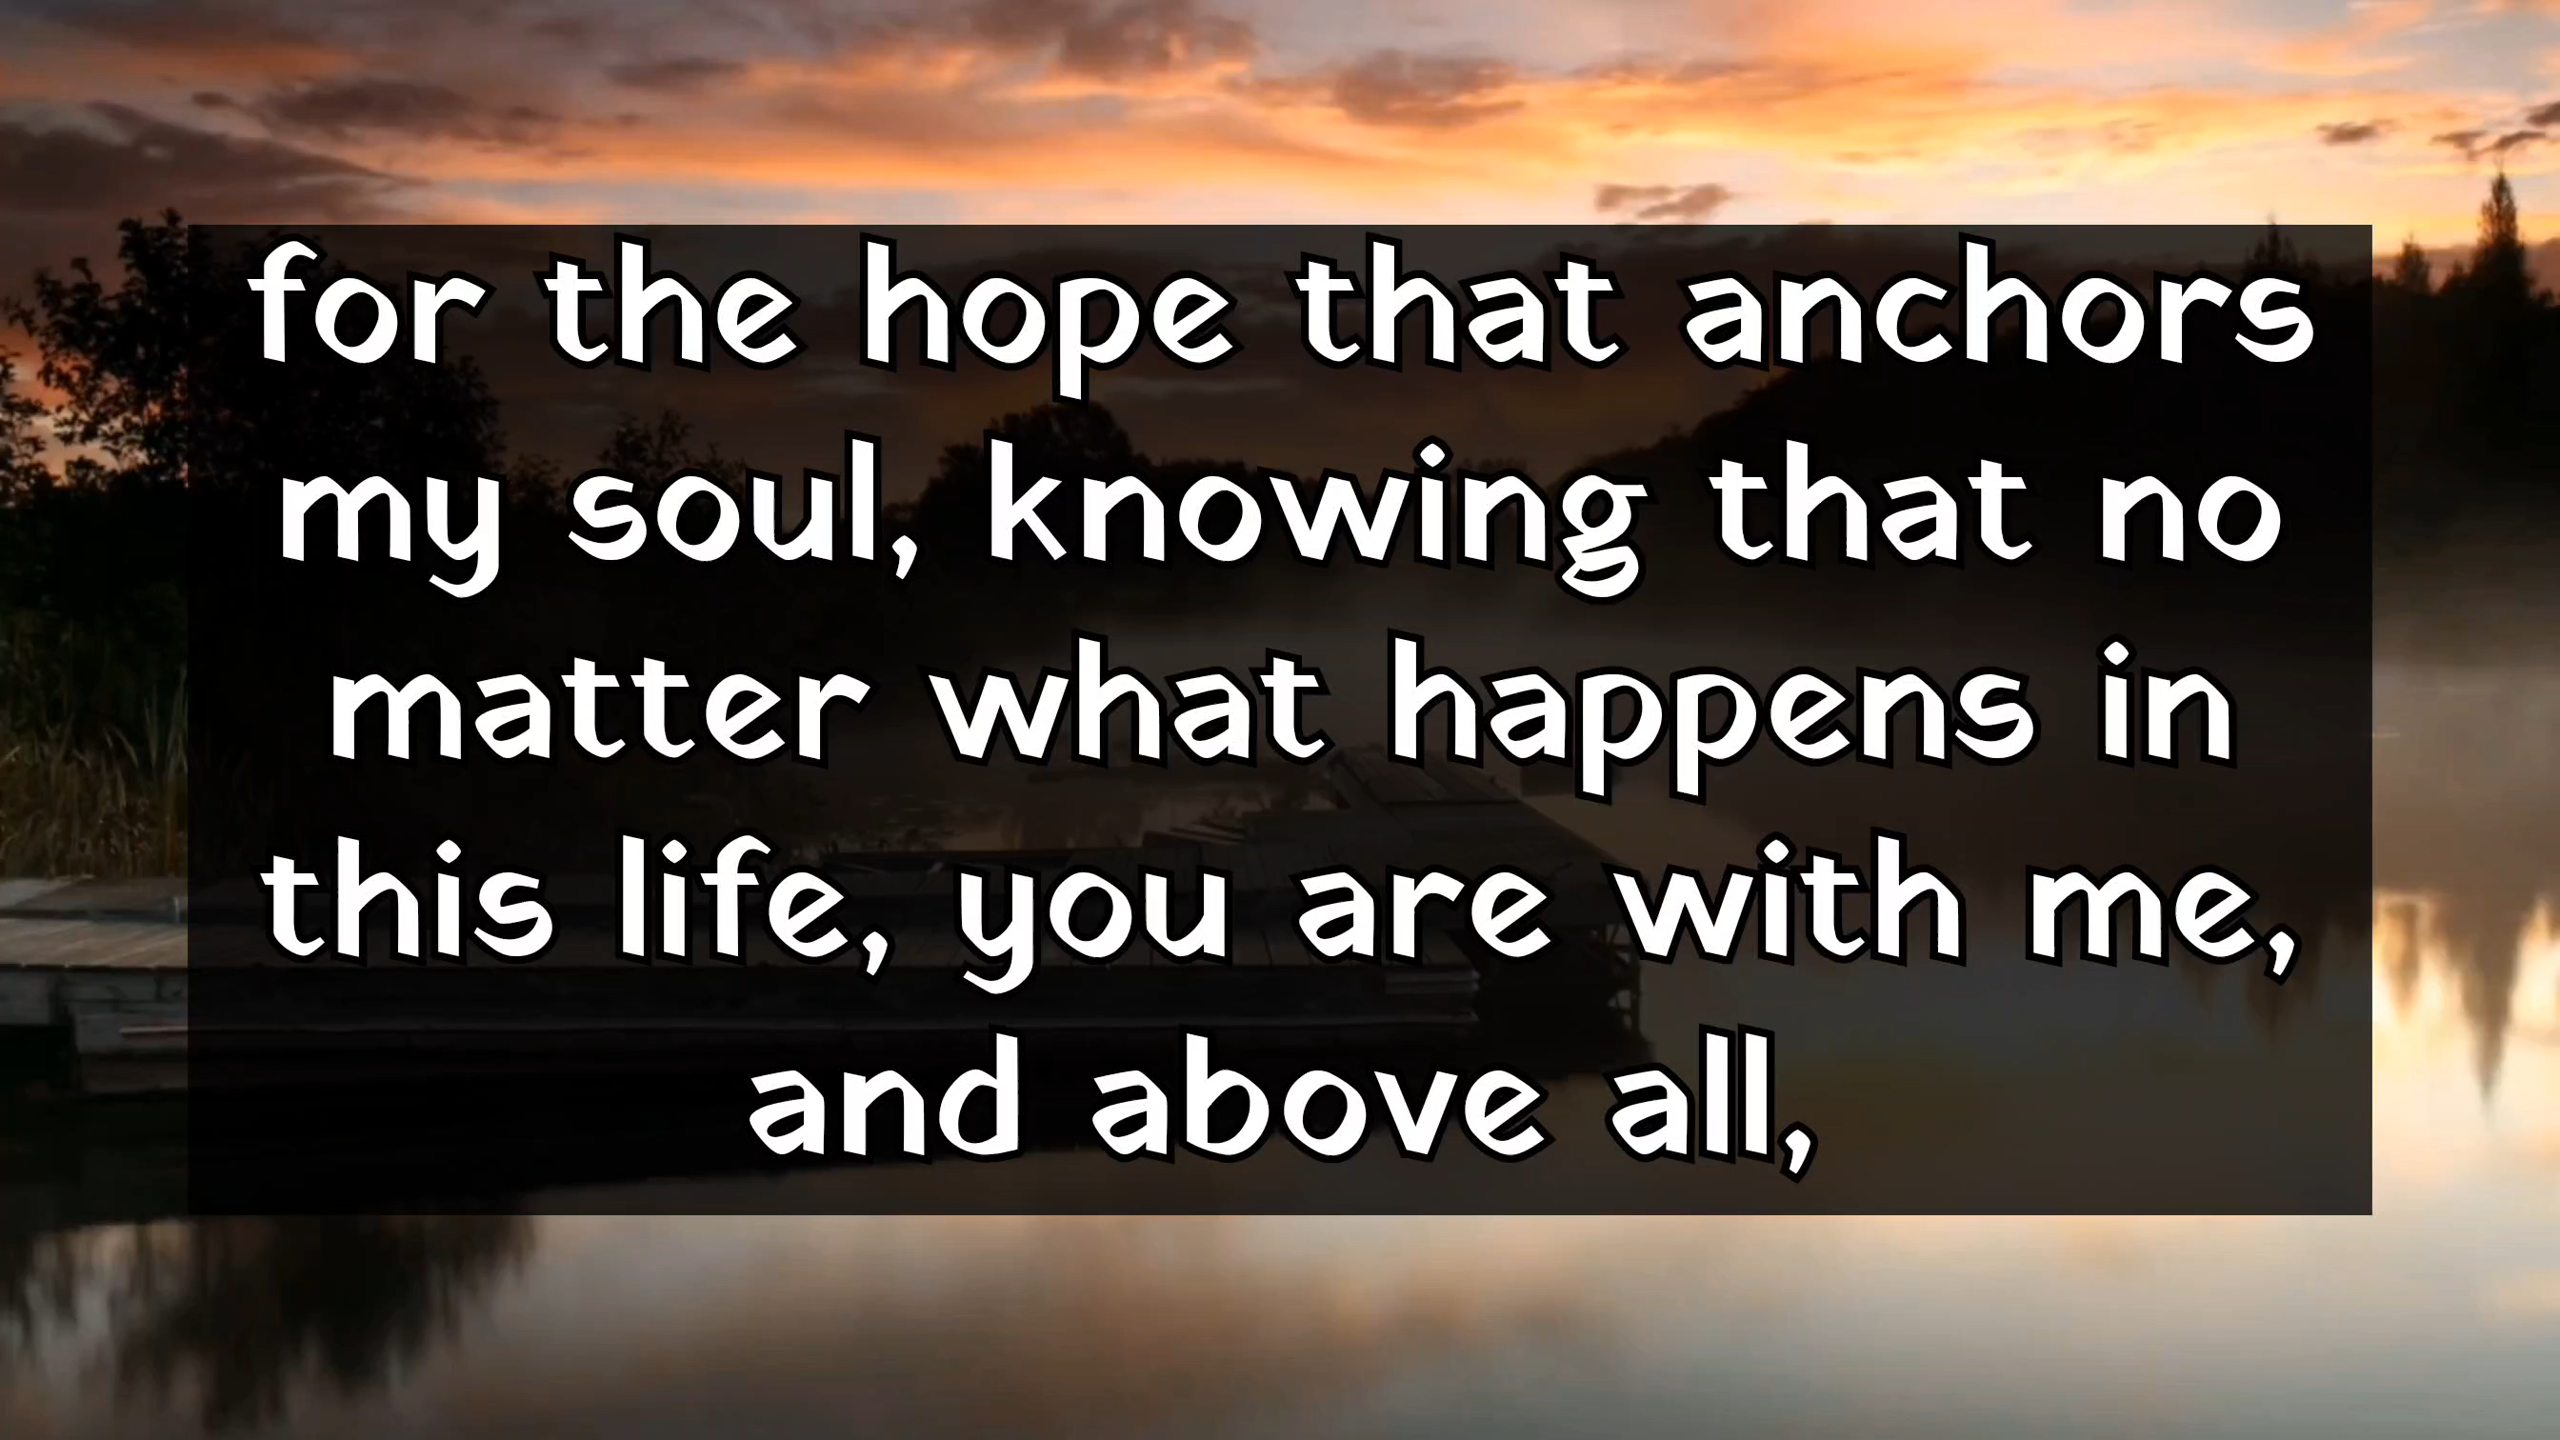 for the hope that anchors
my soul, knowing that no
matter what happens in
this life, you are with me,
and above all,